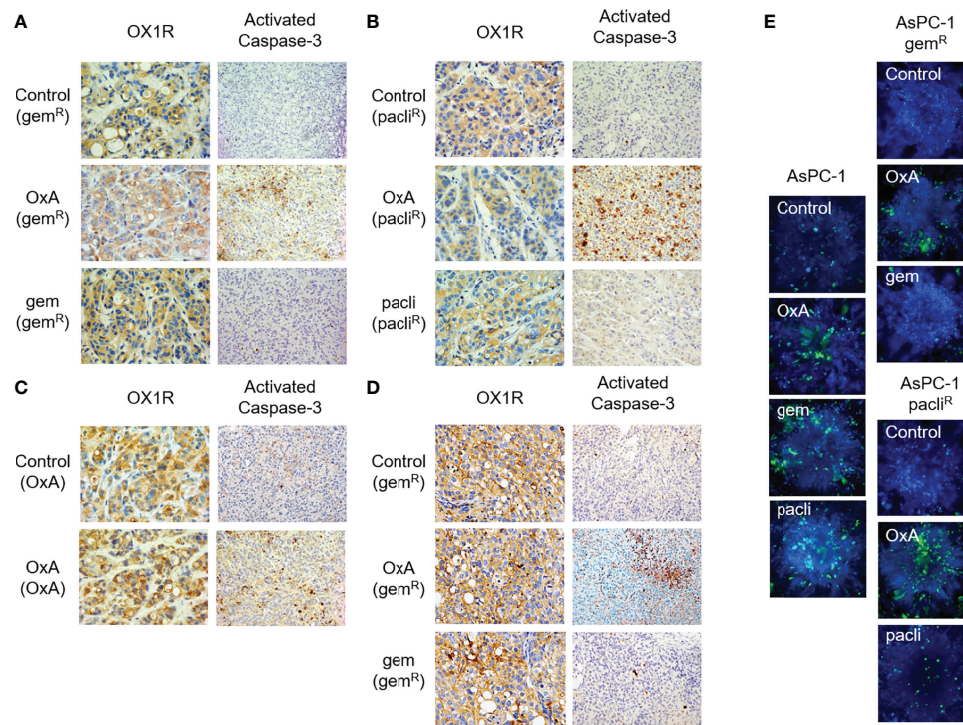 A
OX1R
Activated
Caspase-3
Control
(gemᴿ)
OxA
(gemᴿ)
gem
(gemᴿ)
B
OX1R
Activated
Caspase-3
Control
(pacliᴿ)
OxA
(pacliᴿ)
pacli
(pacliᴿ)
C
OX1R
Activated
Caspase-3
Control
(OxA)
OxA
(OxA)
D
OX1R
Activated
Caspase-3
Control
(gemᴿ)
OxA
(gemᴿ)
gem
(gemᴿ)
E
AsPC-1
Control
OxA
gem
pacli
AsPC-1
gemᴿ
Control
OxA
gem
AsPC-1
pacliᴿ
Control
OxA
pacli